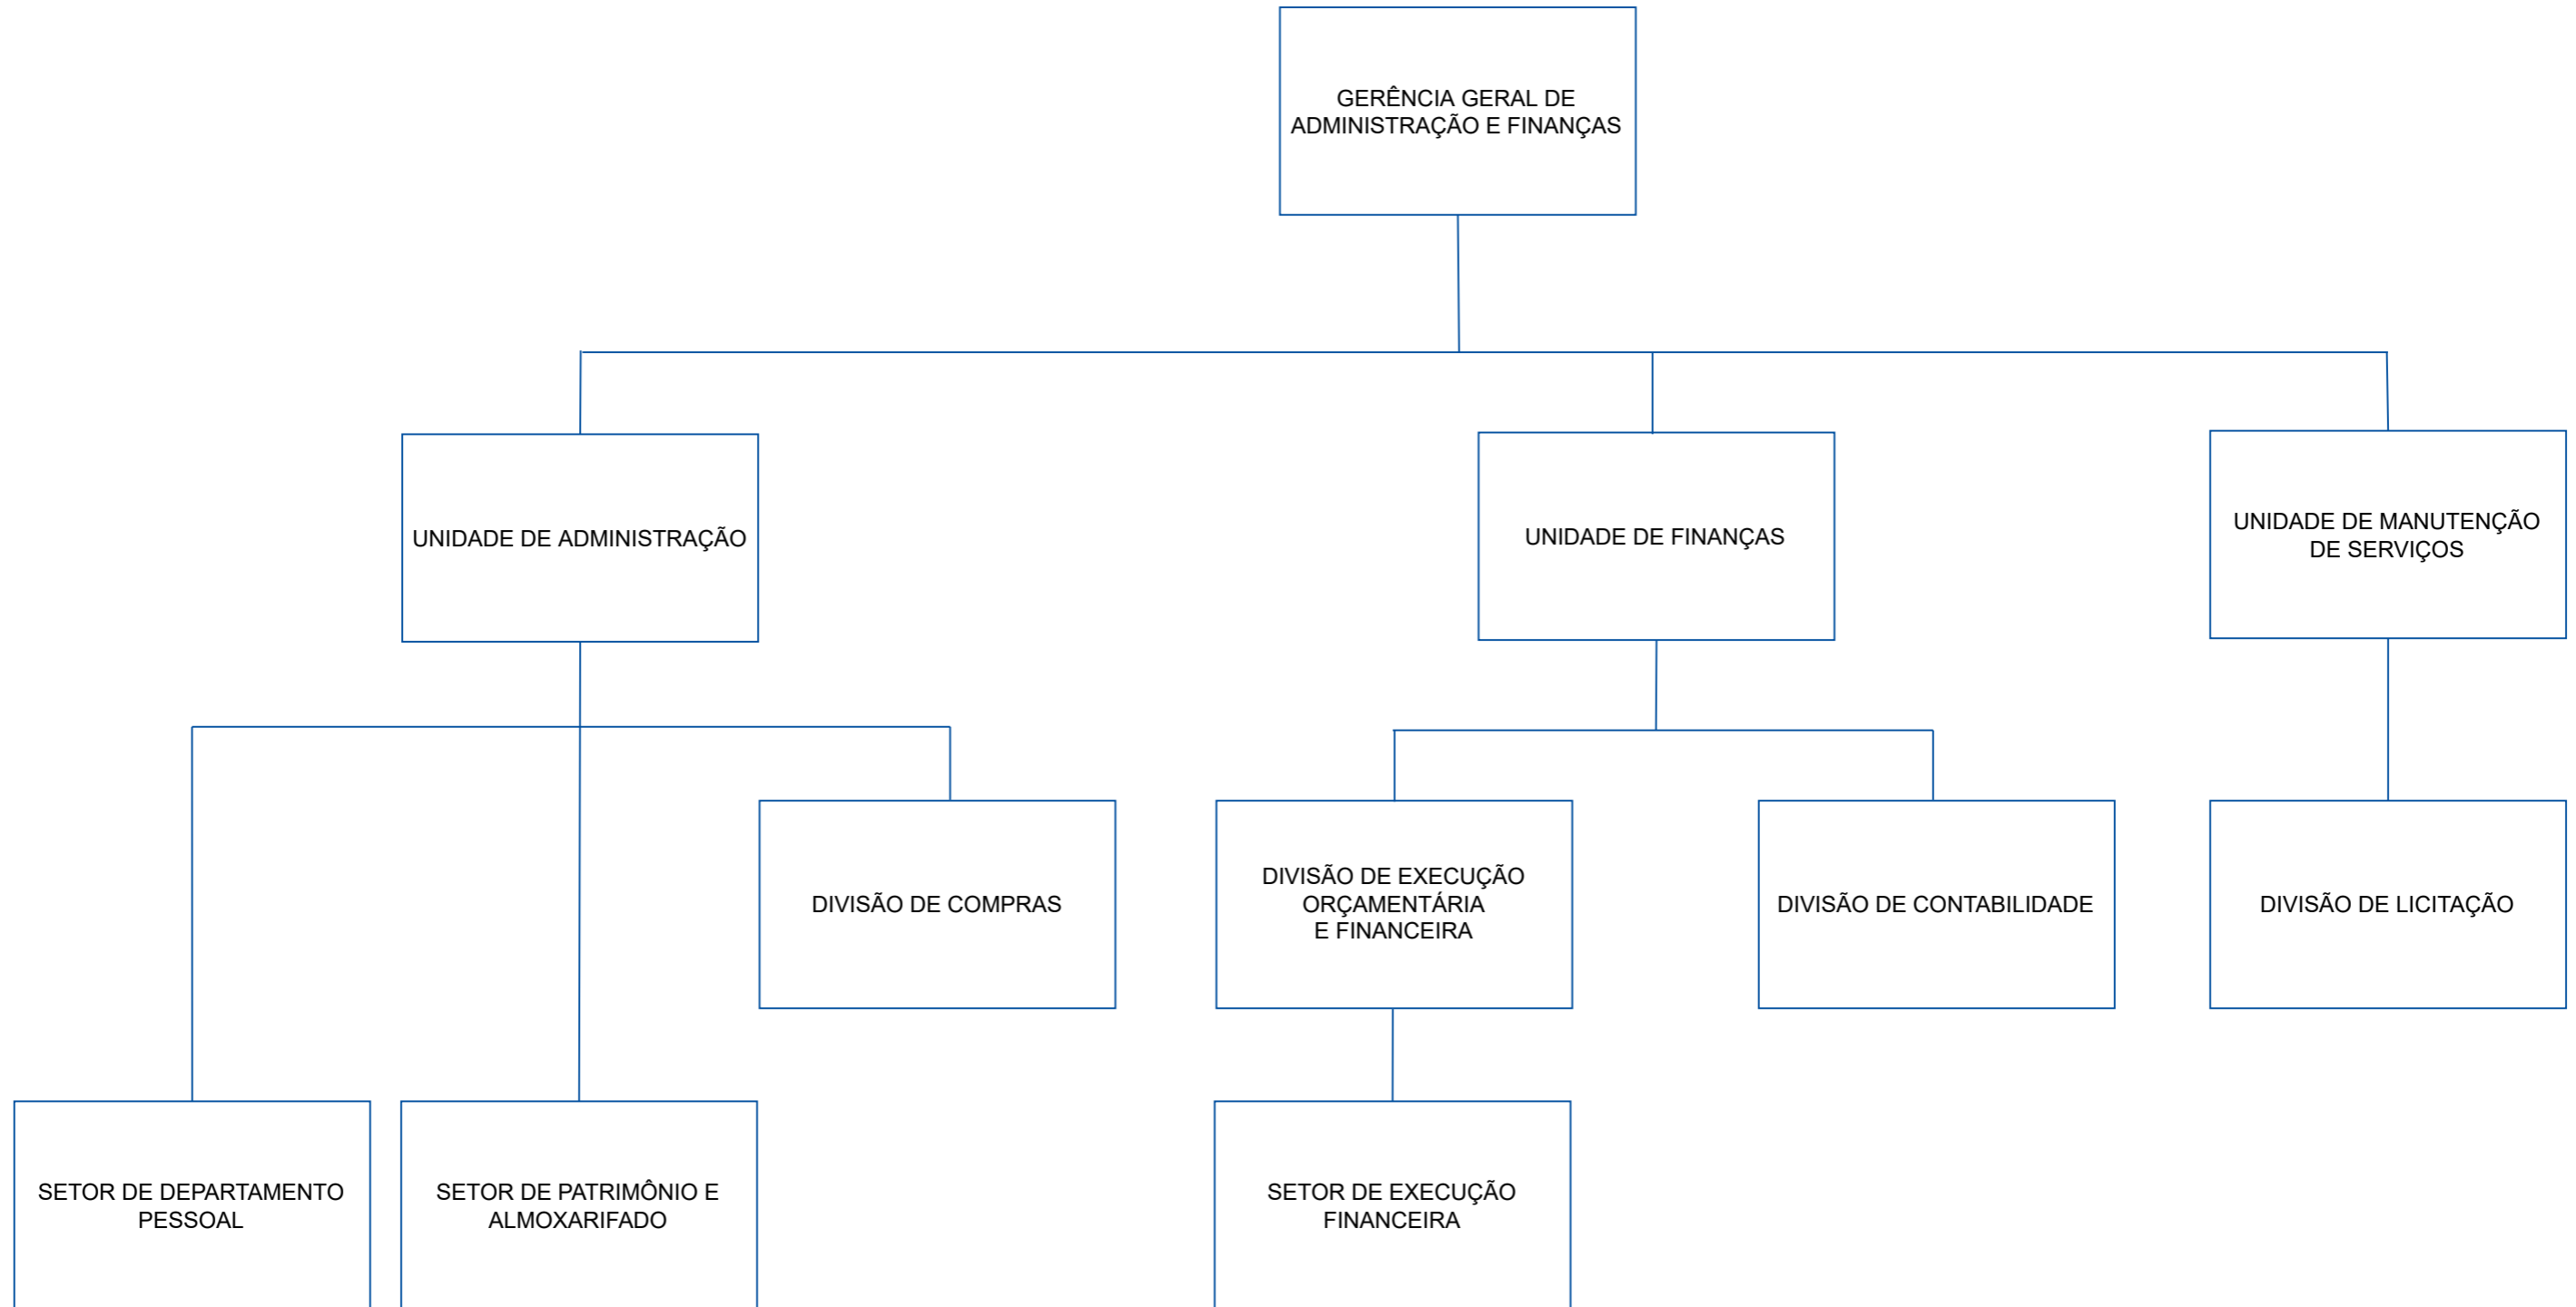 GERÊNCIA GERAL DE
ADMINISTRAÇÃO E FINANÇAS
UNIDADE DE ADMINISTRAÇÃO
UNIDADE DE FINANÇAS
UNIDADE DE MANUTENÇÃO
DE SERVIÇOS
DIVISÃO DE COMPRAS
DIVISÃO DE EXECUÇÃO
ORÇAMENTÁRIA
E FINANCEIRA
DIVISÃO DE CONTABILIDADE
DIVISÃO DE LICITAÇÃO
SETOR DE DEPARTAMENTO
PESSOAL
SETOR DE PATRIMÔNIO E
ALMOXARIFADO
SETOR DE EXECUÇÃO
FINANCEIRA